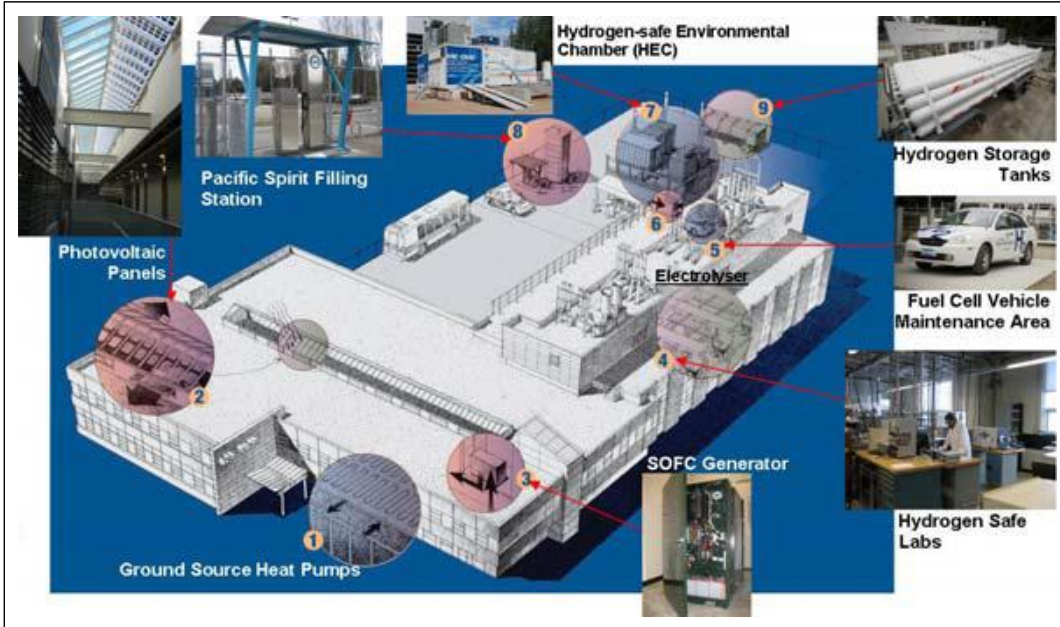 Hydrogen-safe Environmental
Chamber (HEC)
7
9
8
Hydrogen Storage
Tanks
Pacific Spirit Filling
Station
6
5
Photovoltaic
Panels
Electrolyser
Fuel Cell Vehicle
Maintenance Area
4
2
SOFC Generator
3
1
Hydrogen Safe
Labs
Ground Source Heat Pumps